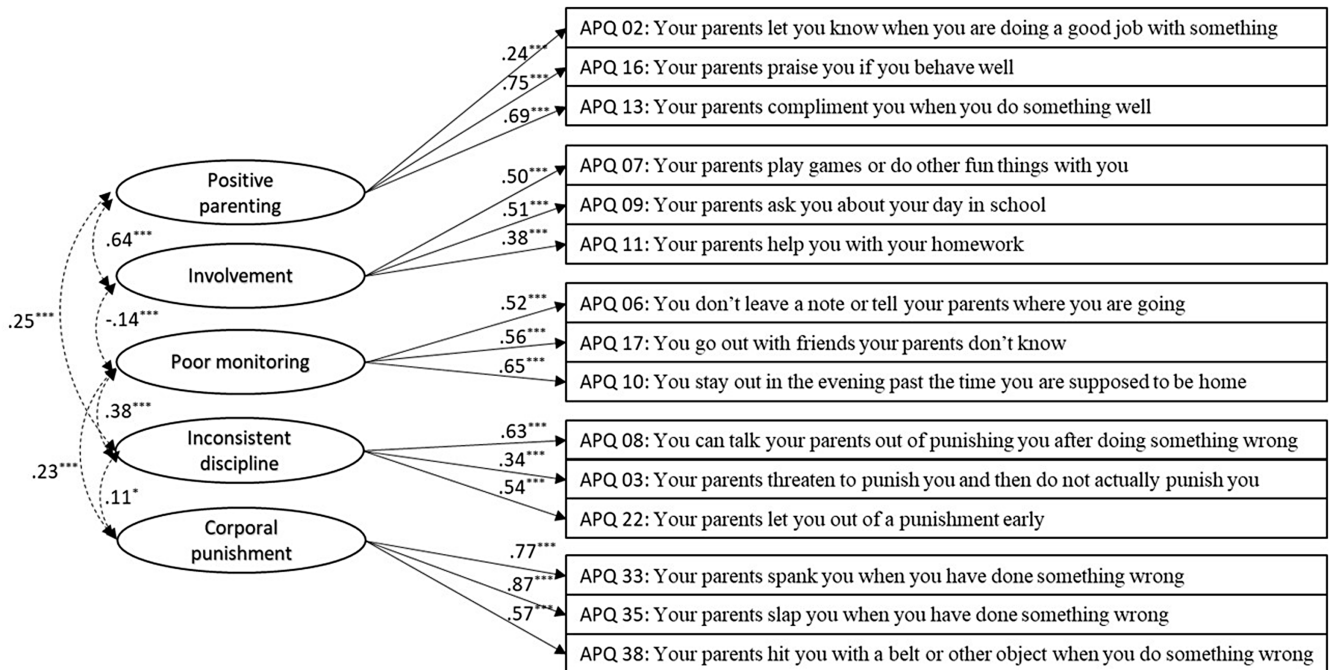 .24***
APQ 02: Your parents let you know when you are doing a good job with something
.75***
APQ 16: Your parents praise you if you behave well
.69***
APQ 13: Your parents compliment you when you do something well
Positive
parenting
.50***
APQ 07: Your parents play games or do other fun things with you
.51***
APQ 09: Your parents ask you about your day in school
.38***
APQ 11: Your parents help you with your homework
.64***
Involvement
.52***
APQ 06: You don’t leave a note or tell your parents where you are going
.25***
-.14***
.56***
APQ 17: You go out with friends your parents don’t know
Poor monitoring
.65***
APQ 10: You stay out in the evening past the time you are supposed to be home
.38***
.63***
APQ 08: You can talk your parents out of punishing you after doing something wrong
Inconsistent
discipline
.34***
APQ 03: Your parents threaten to punish you and then do not actually punish you
.23***
.54***
APQ 22: Your parents let you out of a punishment early
.11*
Corporal
punishment
.77***
APQ 33: Your parents spank you when you have done something wrong
.87***
APQ 35: Your parents slap you when you have done something wrong
.57***
APQ 38: Your parents hit you with a belt or other object when you do something wrong